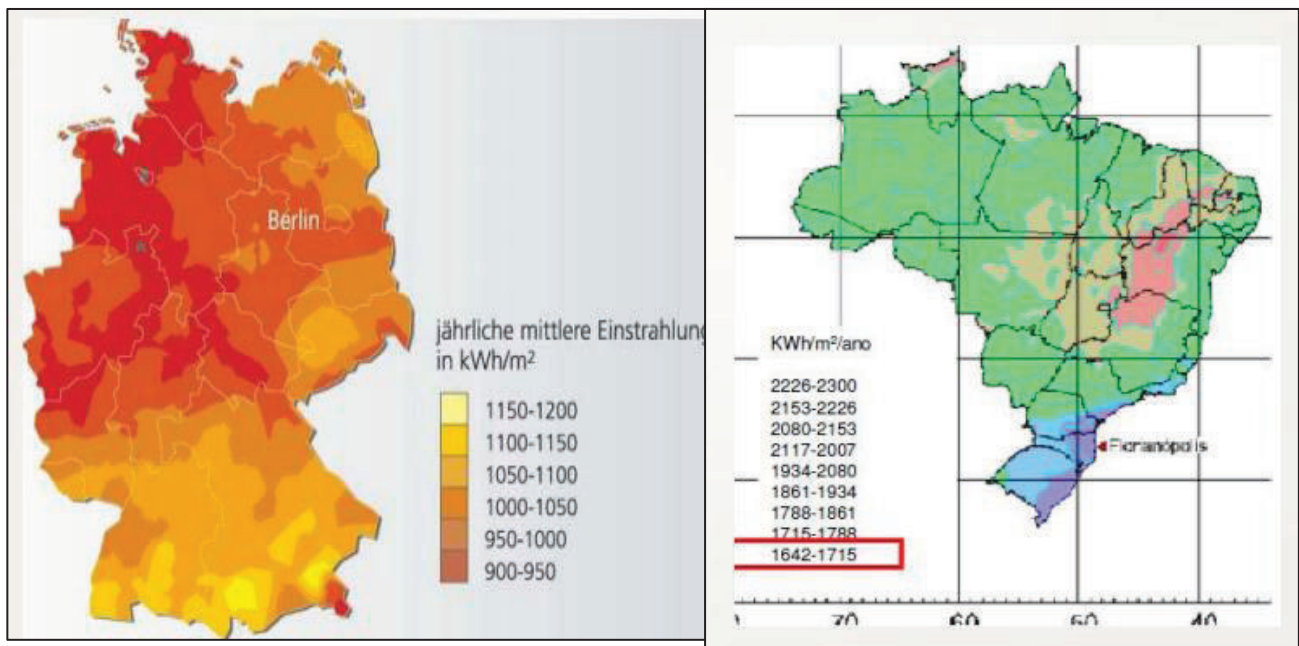 Berlin
jährliche mittlere Einstrahlung
in kWh/m²
1150-1200
1100-1150
1050-1100
1000-1050
950-1000
900-950
KWh/m²/ano
2226-2300
2153-2226
2080-2153
2117-2007
1934-2080
1861-1934
1788-1861
1715-1788
1642-1715
Florianópolis
70 60 50 40